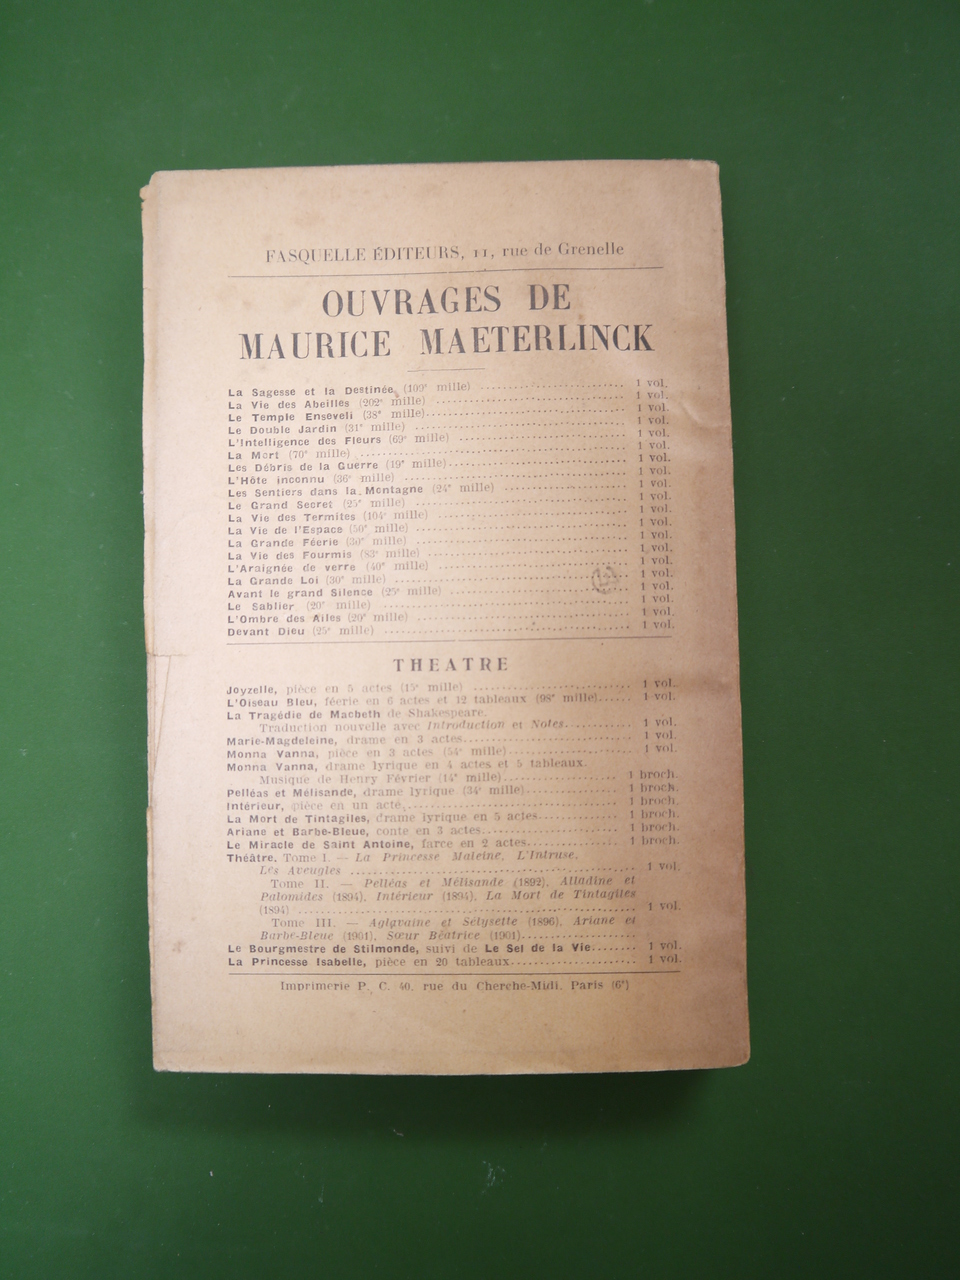 FASQUELLE ÉDITEURS, 11, rue de Grenelle
OUVRAGES DE
MAURICE MAETERLINCK
La Sagesse et la Destinée (109e mille) 1 vol.
La Vie des Abeilles (202e mille) 1 vol.
Le Temple Enseveli (38e mille) 1 vol.
Le Double Jardin (31e mille) 1 vol.
L'Intelligence des Fleurs (69e mille) 1 vol.
La Mort (70e mille) 1 vol.
Les Débris de la Guerre (19e mille) 1 vol.
L'Hôte inconnu (36e mille) 1 vol.
Les Sentiers dans la Montagne (24e mille) 1 vol.
Le Grand Secret (25e mille) 1 vol.
La Vie des Termites (104e mille) 1 vol.
La Vie de l'Espace (50e mille) 1 vol.
La Grande Féerie (30e mille) 1 vol.
La Vie des Fourmis (83e mille) 1 vol.
L'Araignée de verre (40e mille) 1 vol.
La Grande Loi (30e mille) 1 vol.
Avant le grand Silence (25e mille) 1 vol.
Le Sablier (20e mille) 1 vol.
L'Ombre des Ailes (20e mille) 1 vol.
Devant Dieu (25e mille) 1 vol.
THEATRE
Joyzelle, pièce en 5 actes (15e mille) 1 vol.
L'Oiseau Bleu, féerie en 6 actes et 12 tableaux (98e mille) 1 vol.
La Tragédie de Macbeth de Shakespeare.
Traduction nouvelle avec Introduction et Notes 1 vol.
Marie-Magdeleine, drame en 3 actes 1 vol.
Monna Vanna, pièce en 3 actes (54e mille) 1 vol.
Monna Vanna, drame lyrique en 4 actes et 5 tableaux.
Musique de Henry Février (14e mille) 1 broch.
Pelléas et Mélisande, drame lyrique (34e mille) 1 broch.
Intérieur, pièce en un acte 1 broch.
La Mort de Tintagiles, drame lyrique en 5 actes 1 broch.
Ariane et Barbe-Bleue, conte en 3 actes 1 broch.
Le Miracle de Saint Antoine, farce en 2 actes 1 broch.
Théâtre, Tome I. — La Princesse Maleine, L'Intruse,
Les Aveugles 1 vol.
Tome II. — Pelléas et Mélisande (1892), Alladine et
Palomides (1894), Intérieur (1894), La Mort de Tintagiles
(1894) 1 vol.
Tome III. — Aglavaine et Sélysette (1896), Ariane et
Barbe-Bleue (1901), Sœur Béatrice (1901)
Le Bourgmestre de Stilmonde, suivi de Le Sel de la Vie 1 vol.
La Princesse Isabelle, pièce en 20 tableaux 1 vol.
Imprimerie P. C. 40, rue du Cherche-Midi, Paris (6e)